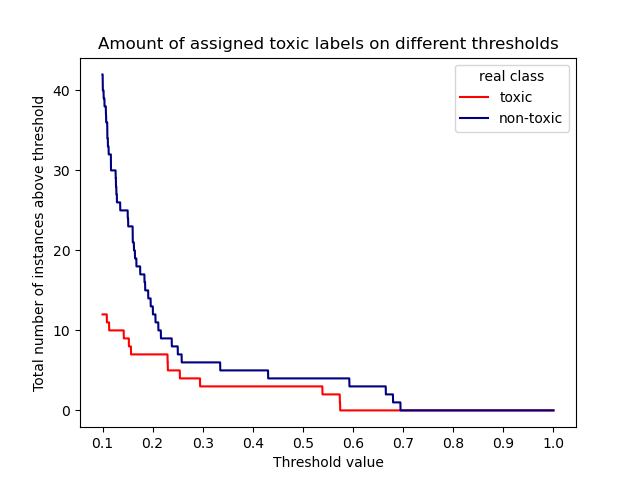 Amount of assigned toxic labels on different thresholds
Total number of instances above threshold
40
30
20
10
0
real class
toxic
non-toxic
0.1 0.2 0.3 0.4 0.5 0.6 0.7 0.8 0.9 1.0
Threshold value